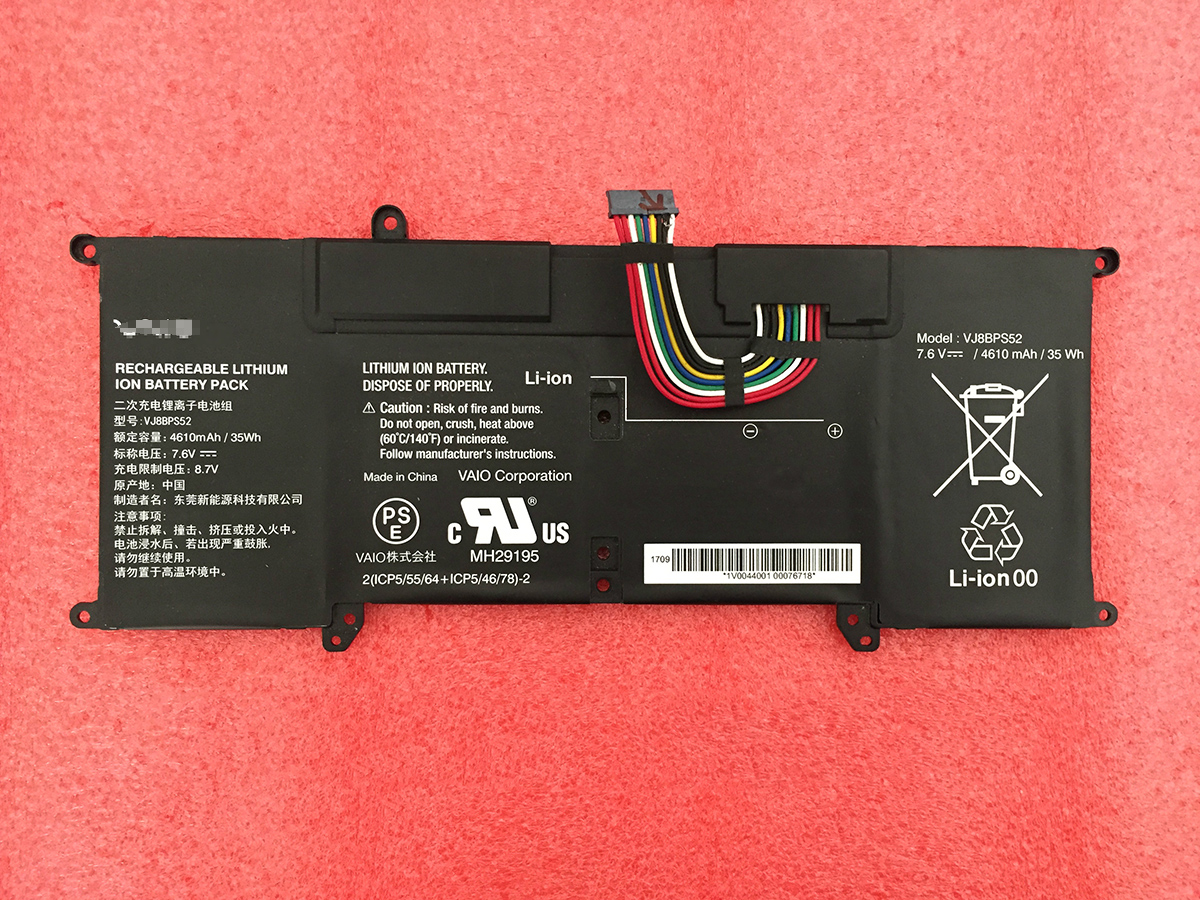 RECHARGEABLE LITHIUM
ION BATTERY PACK
二次充电锂离子电池组
型号: VJ8BPS52
额定容量: 4610mAh / 35Wh
标称电压: 7.6V
充电限制电压: 8.7V
原产地: 中国
制造者名: 东莞新能源科技有限公司
注意事项:
禁止拆解、撞击、挤压或投入火中。
电池浸水后、若出现严重鼓胀,
请勿继续使用。
请勿置于高温环境中。
LITHIUM ION BATTERY.
DISPOSE OF PROPERLY.
Li-ion
Caution : Risk of fire and burns.
Do not open, crush, heat above
(60°C/140°F) or incinerate.
Follow manufacturer's instructions.
Made in China VAIO Corporation
PS
E
VAIO株式会社
c RU ® US
MH29195
2(ICP5/55/64+ICP5/46/78)-2
1709
*1V0044001 00076718*
Model : VJ8BPS52
7.6 V / 4610 mAh / 35 Wh
Li-ion 00